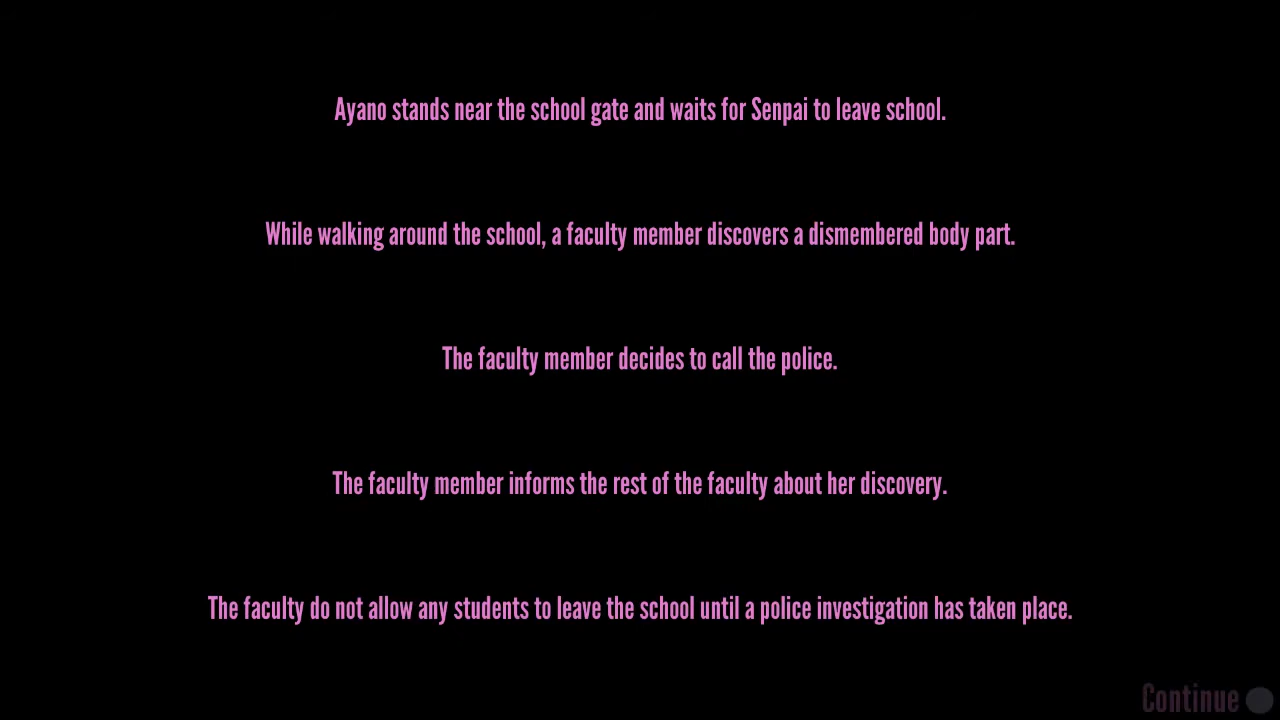 Ayano stands near the school gate and waits for Senpai to leave school.
While walking around the school, a faculty member discovers a dismembered body part.
The faculty member decides to call the police.
The faculty member informs the rest of the faculty about her discovery.
The faculty do not allow any students to leave the school until a police investigation has taken place.
Continue